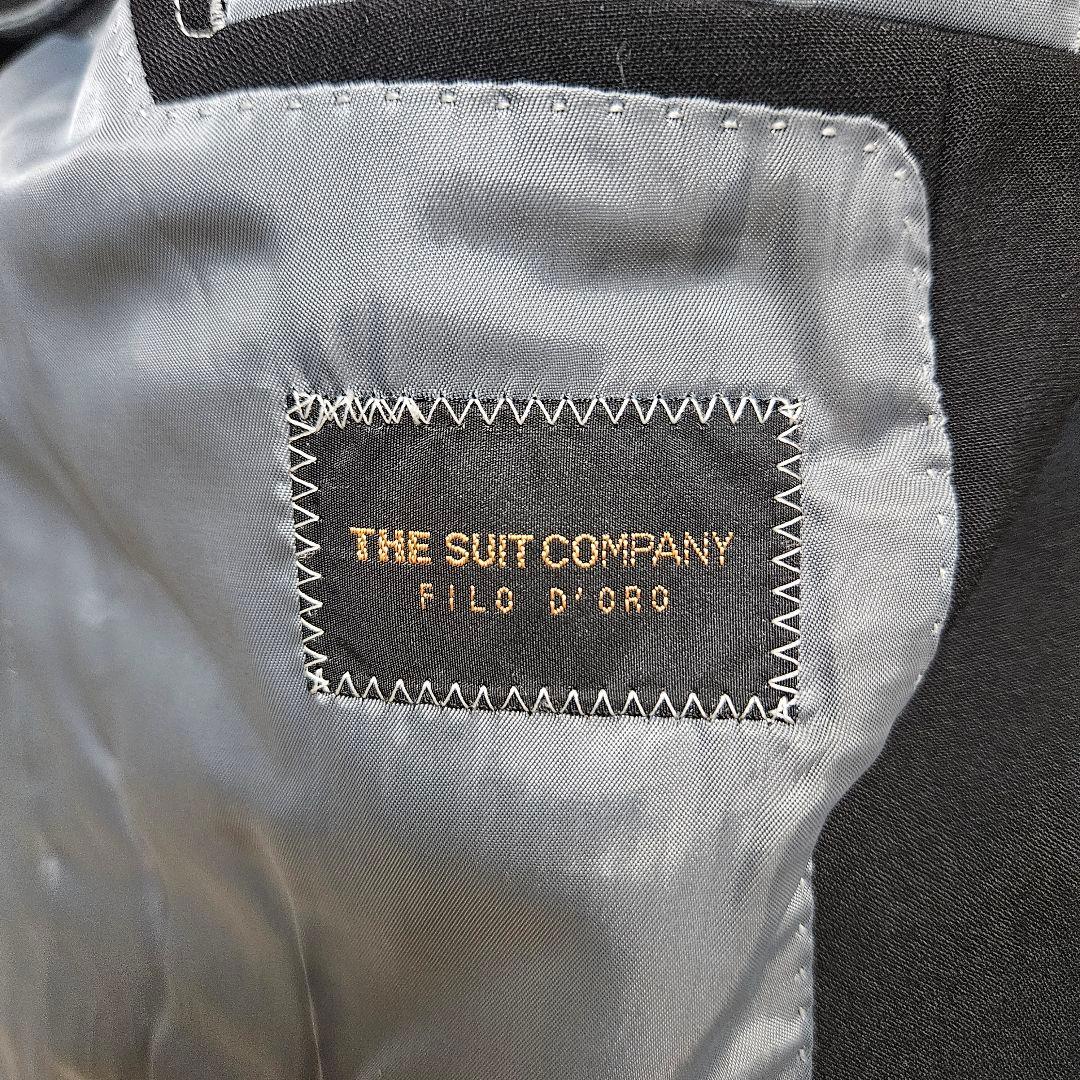 THE SUIT COMPANY
FILO D'ORO